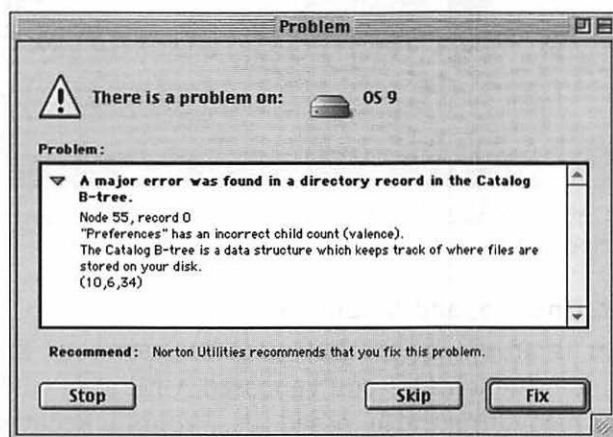 Problem
There is a problem on: OS 9
Problem:
A major error was found in a directory record in the Catalog
B-tree.
Node 55, record 0
"Preferences" has an incorrect child count (valence).
The Catalog B-tree is a data structure which keeps track of where files are
stored on your disk.
(10,6,34)
Recommend: Norton Utilities recommends that you fix this problem.
Stop
Skip
Fix